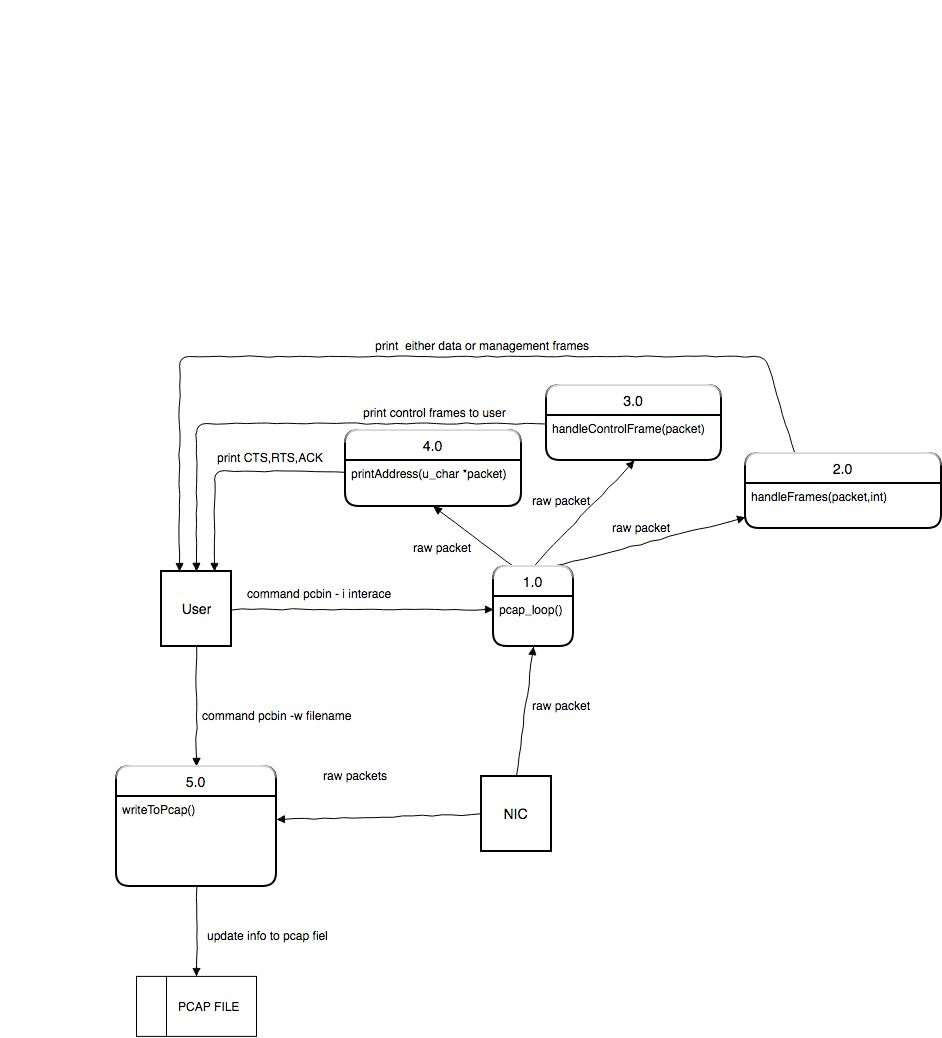 print  either data or management frames
3.0
print control frames to user
handleControlFrame(packet)
4.0
print CTS,RTS,ACK
printAddress(u_char *packet)
2.0
handleFrames(packet,int)
raw packet
raw packet
raw packet
1.0
command pcbin - i interace
User
pcap_loop()
raw packet
command pcbin -w filename
raw packets
5.0
writeToPcap()
NIC
update info to pcap fiel
PCAP FILE